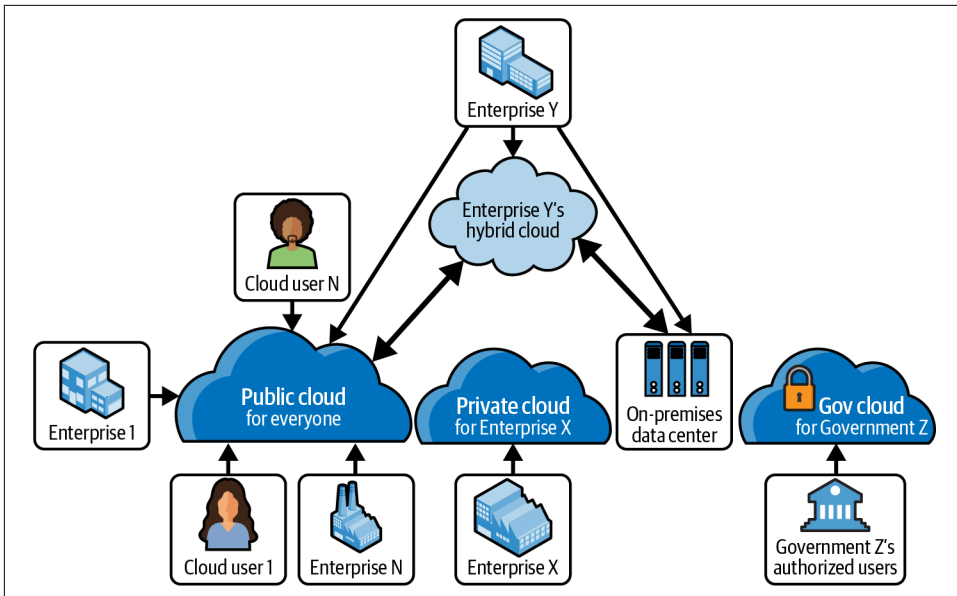 Enterprise Y
Enterprise Y's
hybrid cloud
Cloud user N
Enterprise 1
Public cloud
for everyone
Private cloud
for Enterprise X
On-premises
data center
Gov cloud
for Government Z
Cloud user 1
Enterprise N
Enterprise X
Government Z's
authorized users